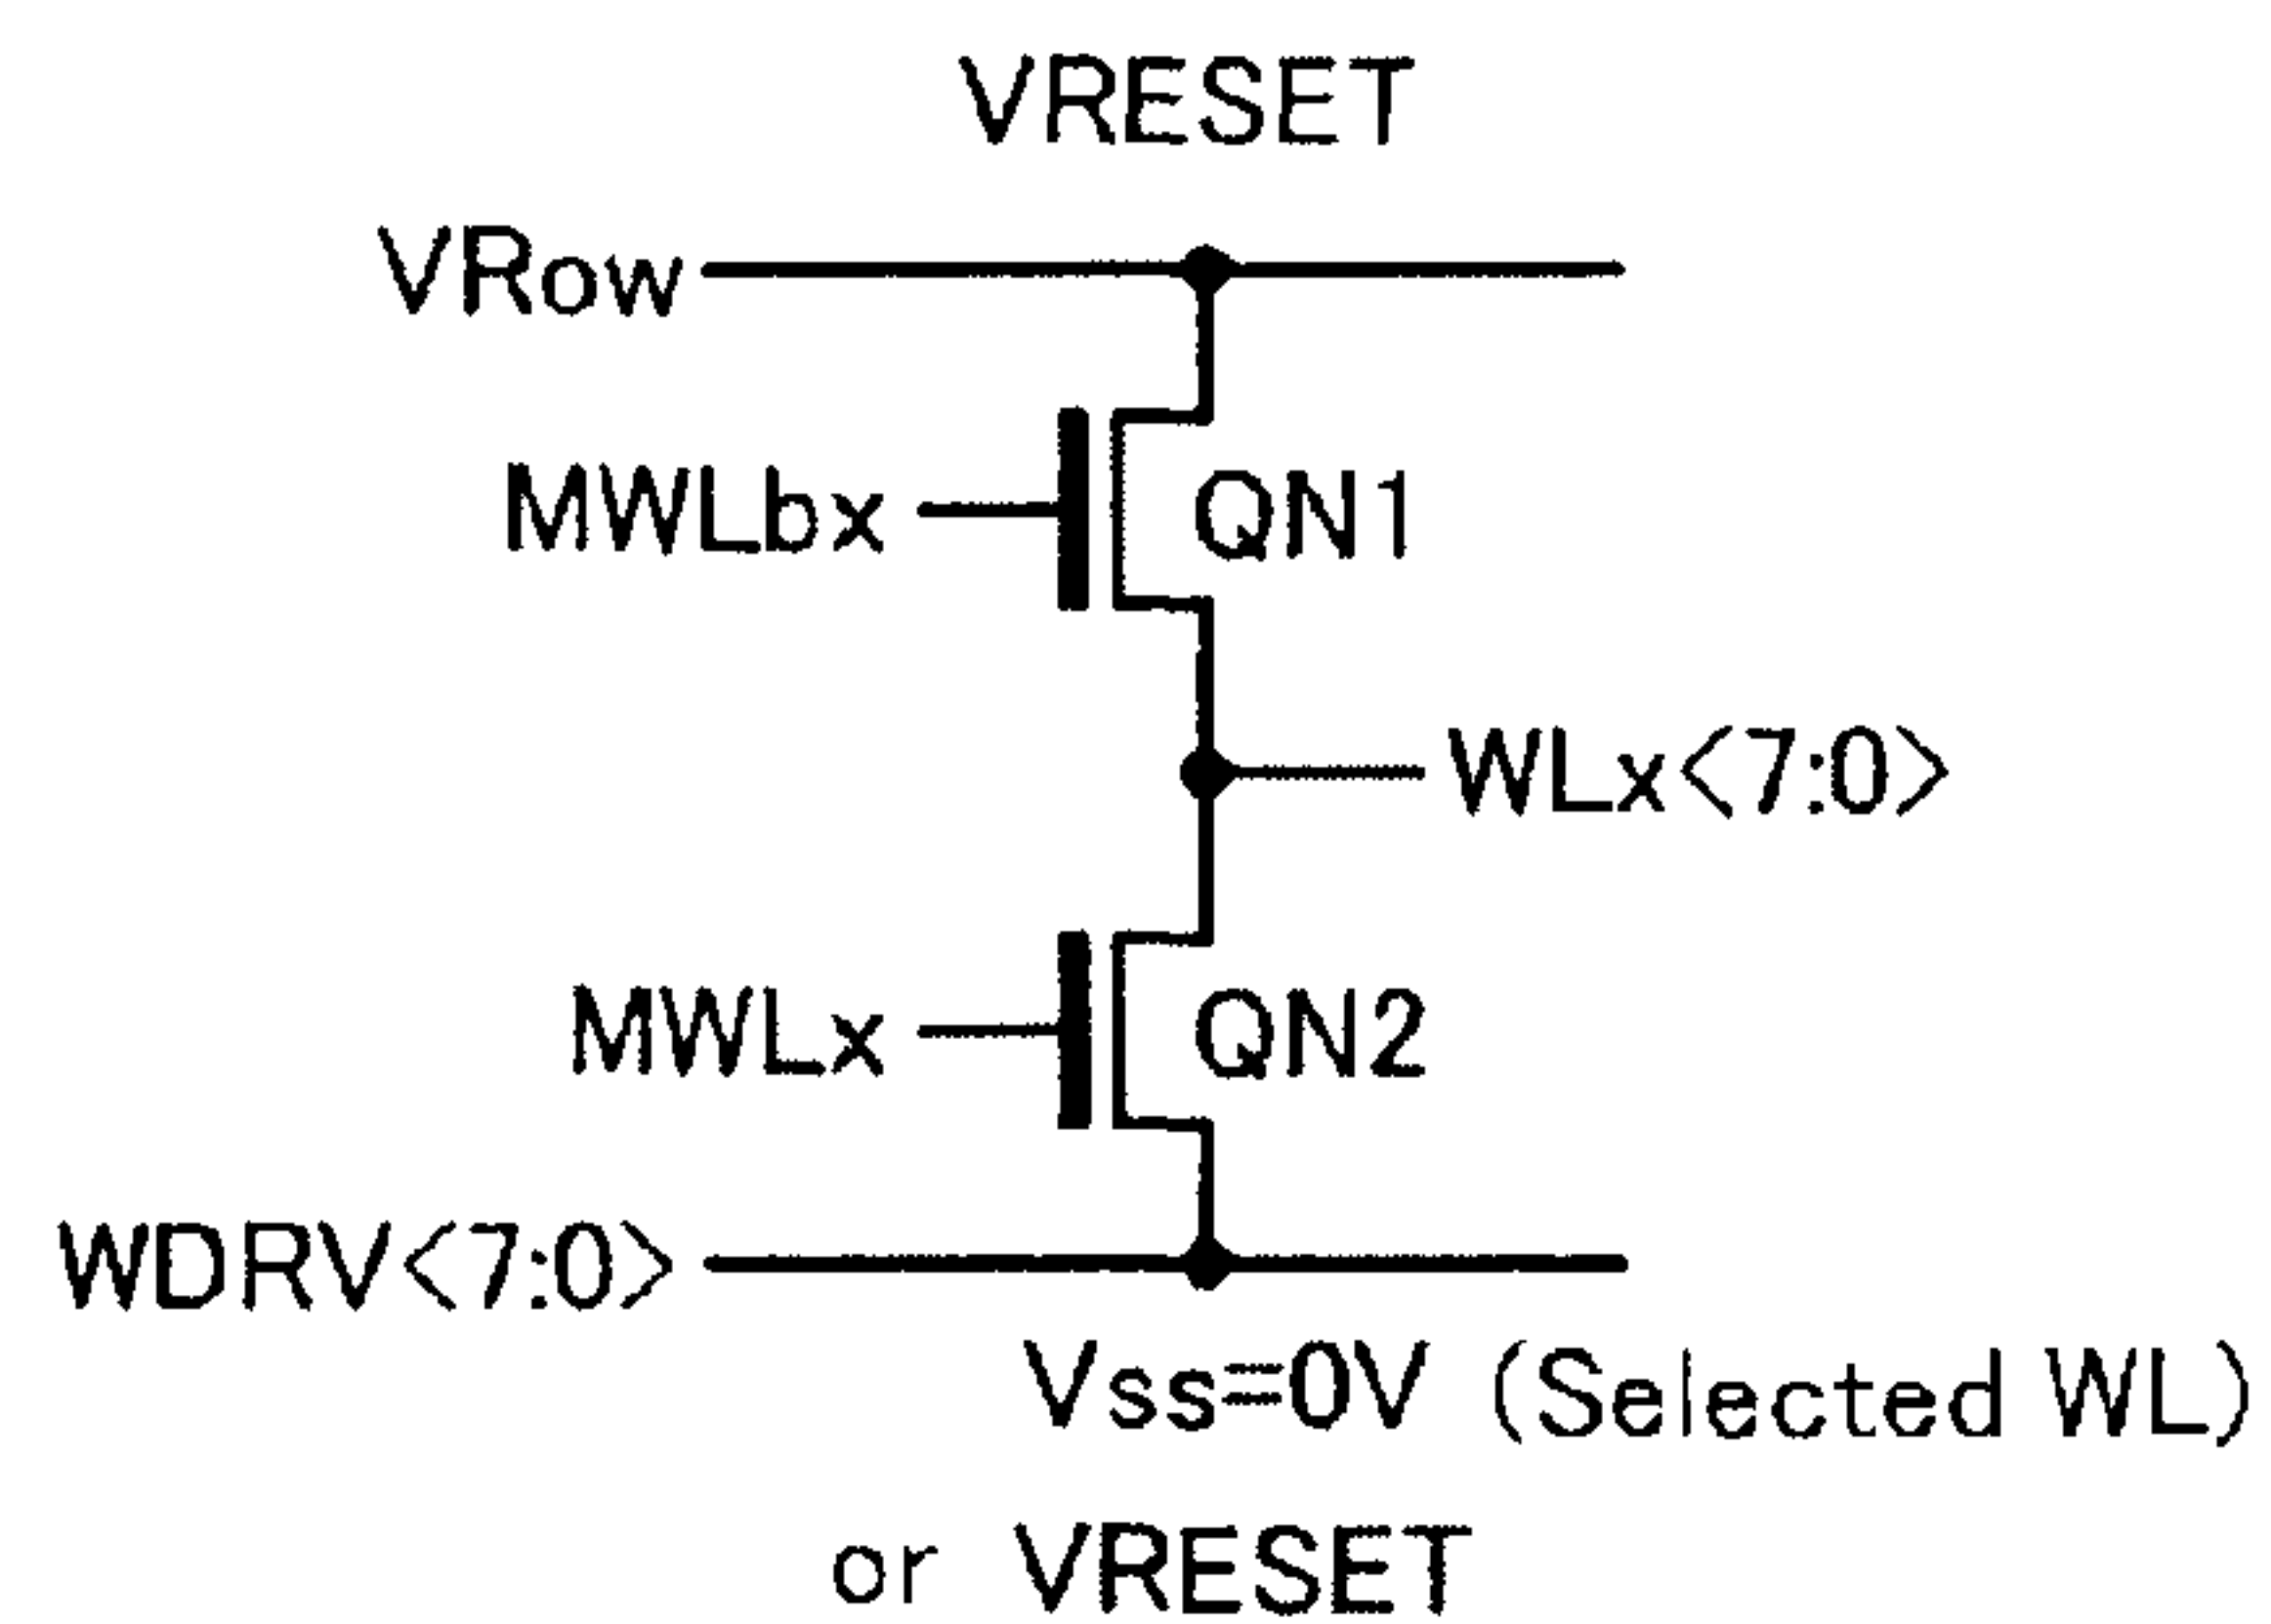 VRESET
VRow
MWLbx
QN1
WLx<7:0>
MWLx
QN2
WDRV<7:0>
Vss=0V (Selected WL)
or VRESET